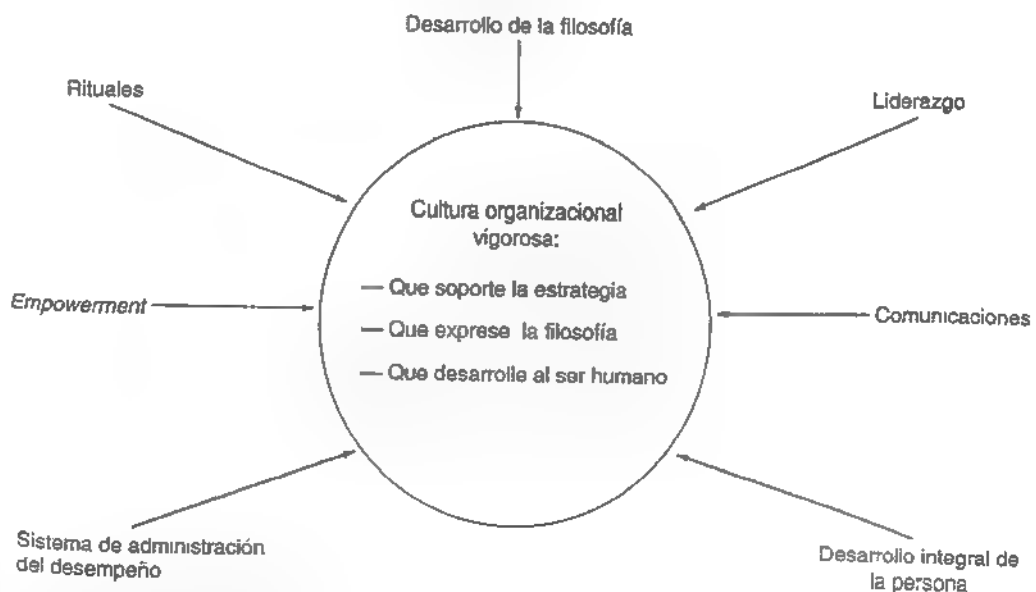 Desarrollo de la filosofía
Rituales
Liderazgo
Cultura organizacional
vigorosa:
— Que soporte la estrategia
— Que exprese la filosofía
— Que desarrolle al ser humano
Empowerment
Comunicaciones
Sistema de administración
del desempeño
Desarrollo integral de
la persona